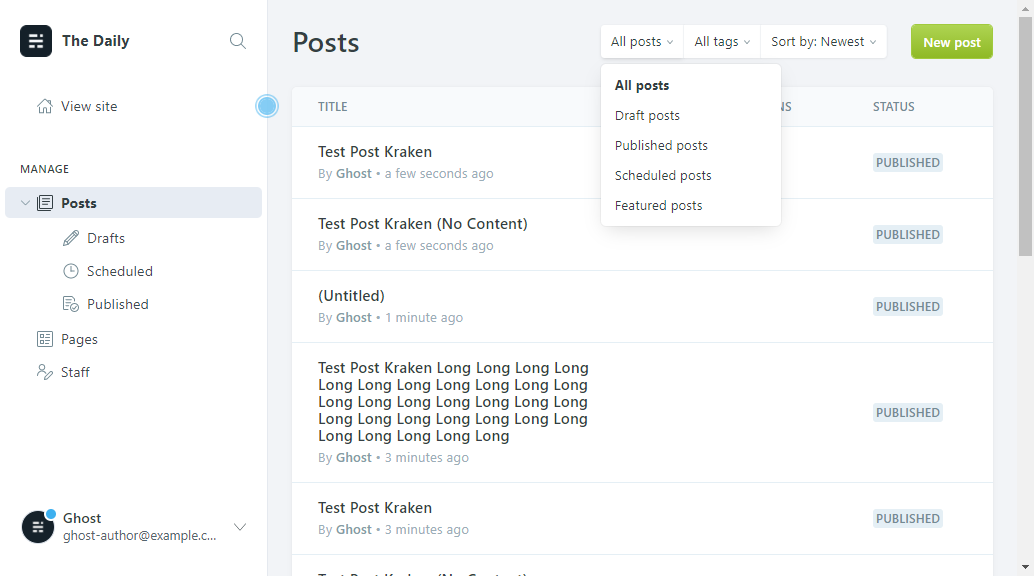 The Daily
View site
MANAGE
Posts
Drafts
Scheduled
Published
Pages
Staff
Ghost
ghost-author@example.c...
Posts
All posts
All tags
Sort by: Newest
New post
All posts
Draft posts
Published posts
Scheduled posts
Featured posts
TITLE
STATUS
Test Post Kraken
By Ghost • a few seconds ago
PUBLISHED
Test Post Kraken (No Content)
By Ghost • a few seconds ago
PUBLISHED
(Untitled)
By Ghost • 1 minute ago
PUBLISHED
Test Post Kraken Long Long Long Long
Long Long Long Long Long Long Long
Long Long Long Long Long Long Long
Long Long Long Long Long Long Long
Long Long Long Long Long
By Ghost • 3 minutes ago
PUBLISHED
Test Post Kraken
By Ghost • 3 minutes ago
PUBLISHED